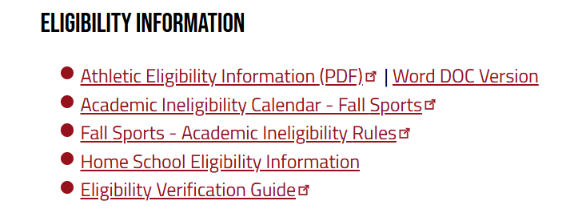 ELIGIBILITY INFORMATION
Athletic Eligibility Information (PDF) | Word DOC Version
Academic Ineligibility Calendar - Fall Sports
Fall Sports - Academic Ineligibility Rules
Home School Eligibility Information
Eligibility Verification Guide